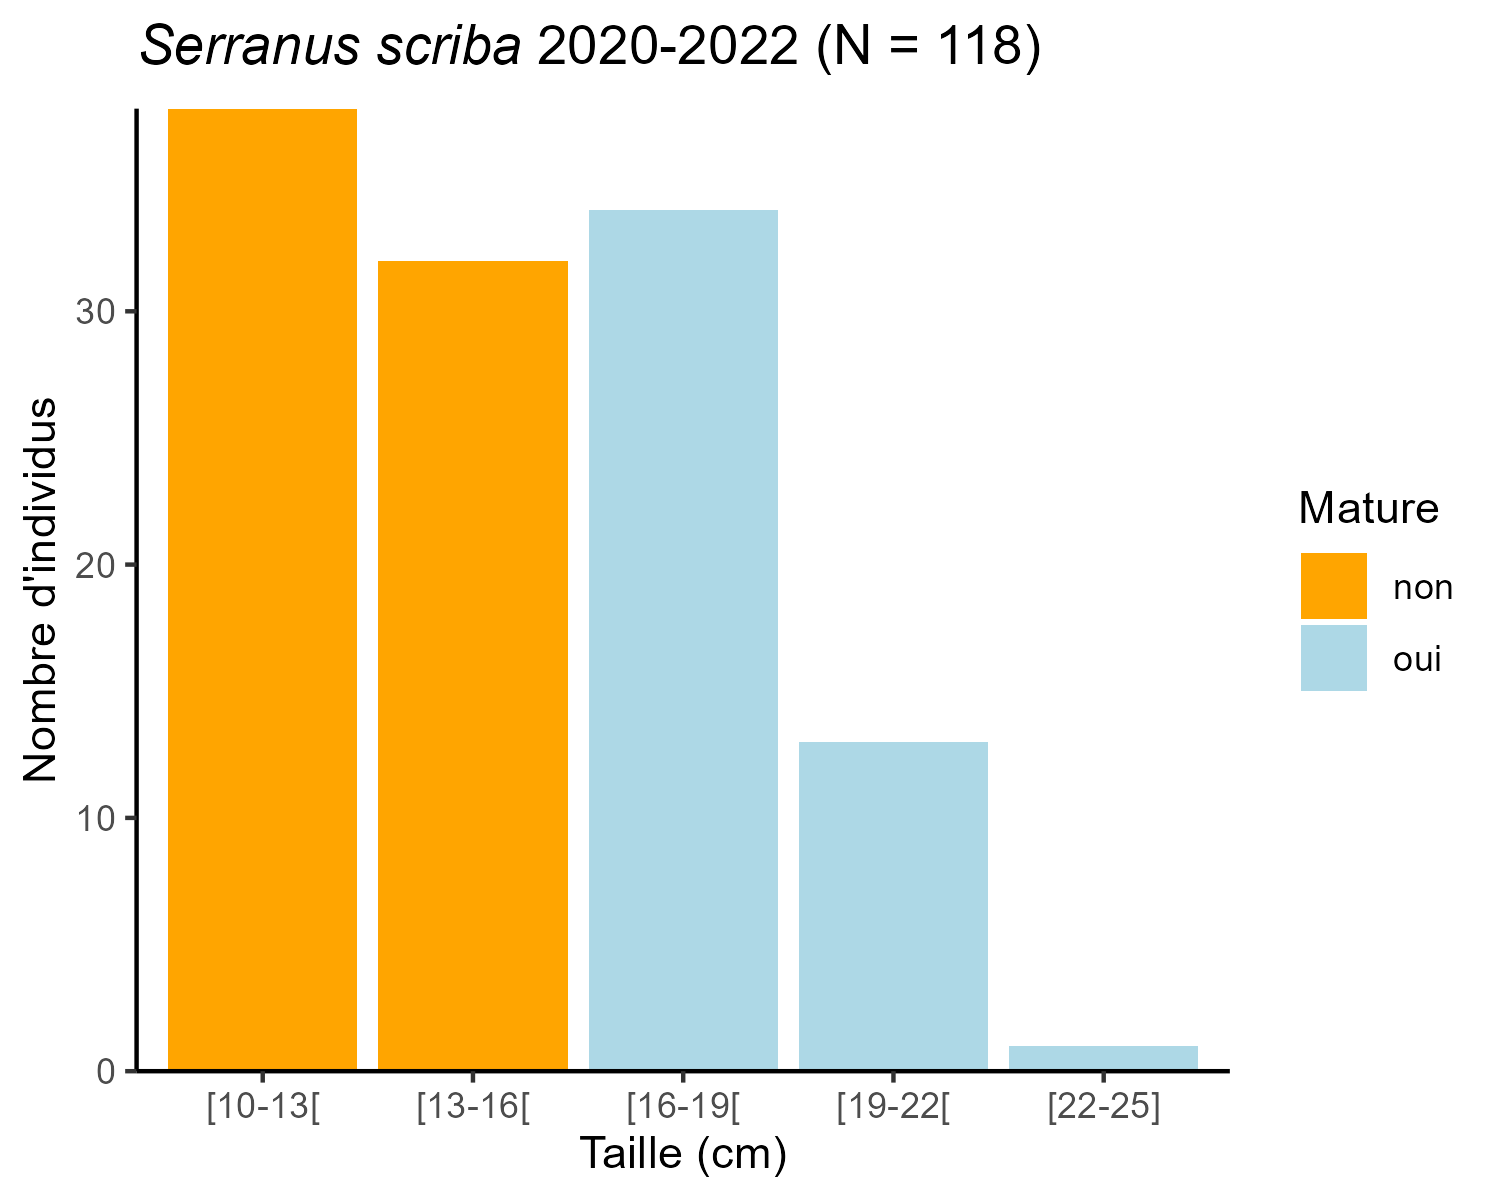 Serranus scriba 2020-2022 (N = 118)
Nombre d'individus
30
20
10
0
[10-13[
[13-16[
[16-19[
[19-22[
[22-25]
Taille (cm)
Mature
non
oui